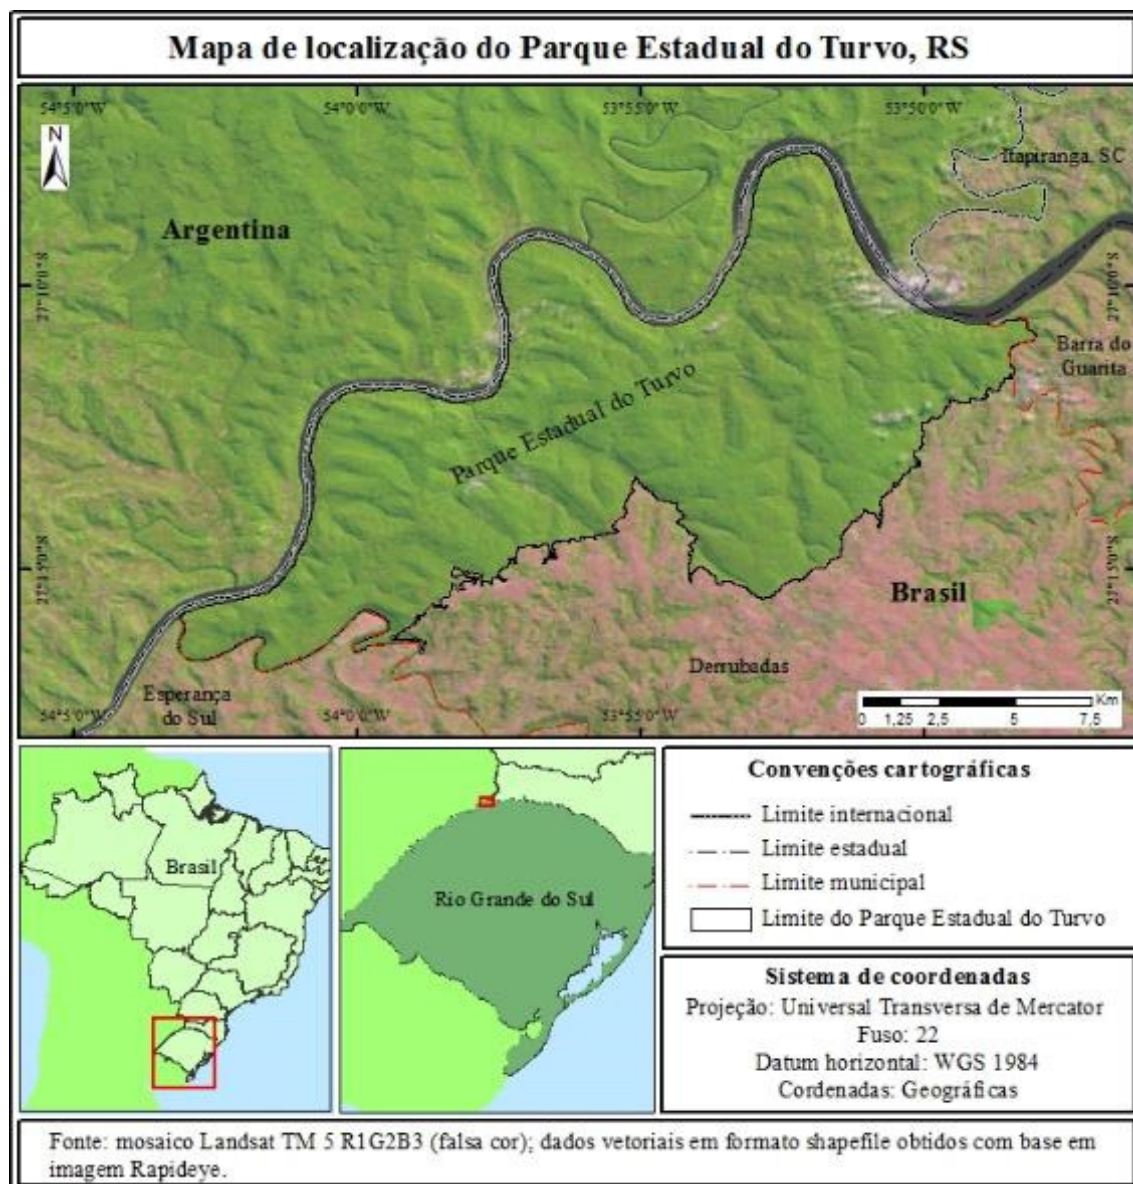 Mapa de localização do Parque Estadual do Turvo, RS
54°5'0"W
54°0'0"W
53°55'0"W
53°50'0"W
N
Itapiranga, SC
Argentina
27°10'0"S
27°10'0"S
Barra do
Guarita
Parque Estadual do Turvo
27°15'0"S
27°15'0"S
Brasil
Derrubadas
Esperança
do Sul
54°5'0"W
54°0'0"W
53°55'0"W
Km
0 1,25 2,5 5 7,5
Brasil
Rio Grande do Sul
Convenções cartográficas
Limite internacional
Limite estadual
Limite municipal
Limite do Parque Estadual do Turvo
Sistema de coordenadas
Projeção: Universal Transversa de Mercator
Fuso: 22
Datum horizontal: WGS 1984
Cordenadas: Geográficas
Fonte: mosaico Landsat TM 5 R1G2B3 (falsa cor); dados vetoriais em formato shapefile obtidos com base em
imagem Rapideye.